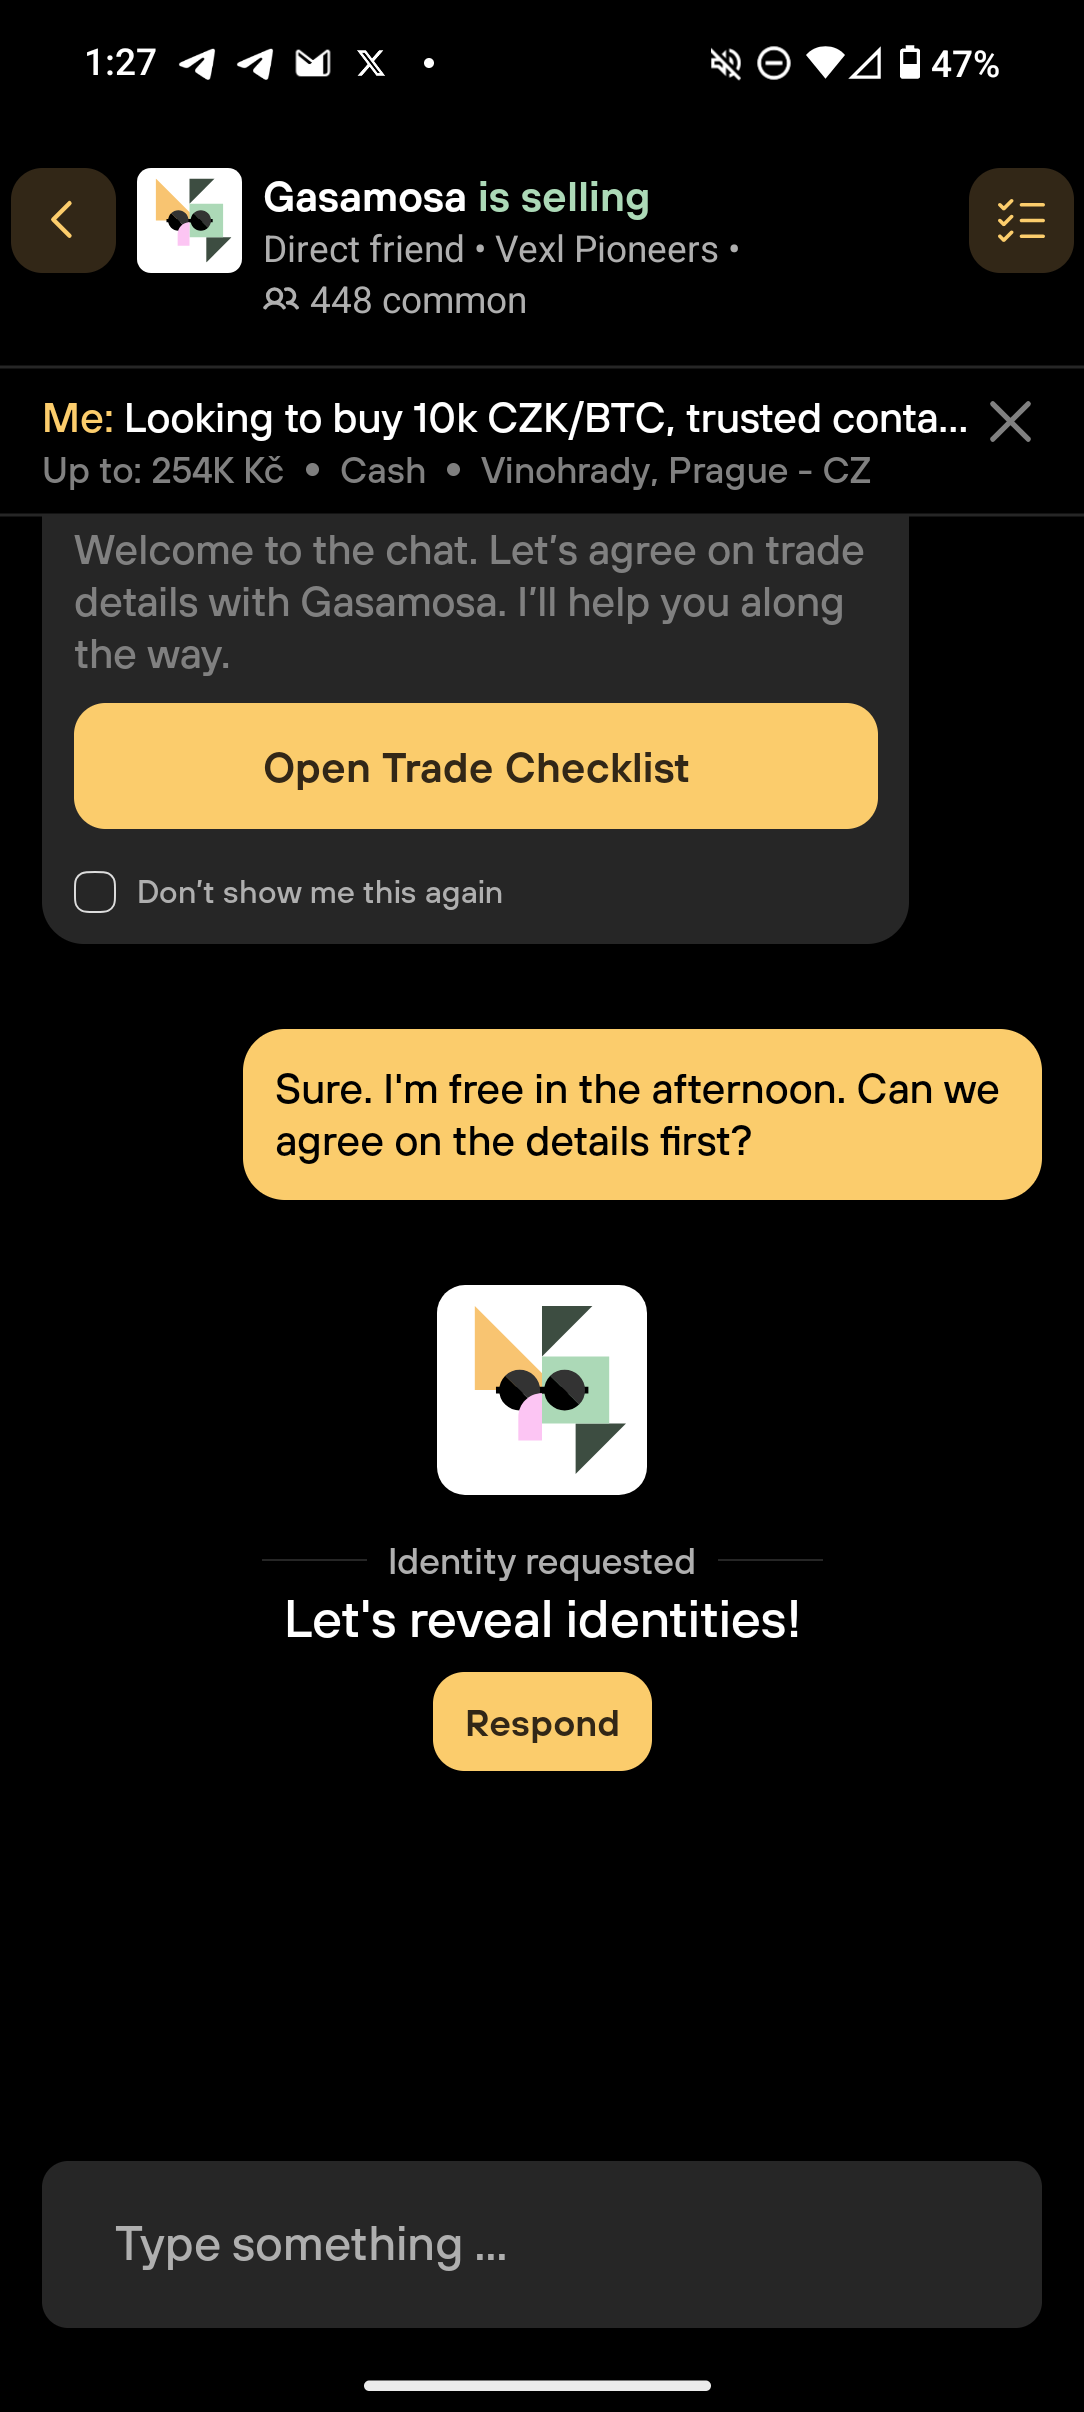 1:27
47%
Gasamosa is selling
Direct friend • Vexl Pioneers •
448 common
Me: Looking to buy 10k CZK/BTC, trusted conta...
Up to: 254K Kč • Cash • Vinohrady, Prague - CZ
Welcome to the chat. Let’s agree on trade
details with Gasamosa. I’ll help you along
the way.
Open Trade Checklist
Don’t show me this again
Sure. I'm free in the afternoon. Can we
agree on the details first?
Identity requested
Let's reveal identities!
Respond
Type something ...